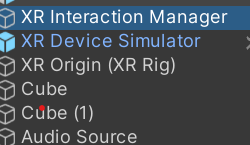 XR Interaction Manager
XR Device Simulator
XR Origin (XR Rig)
Cube
Cube (1)
Audio Source